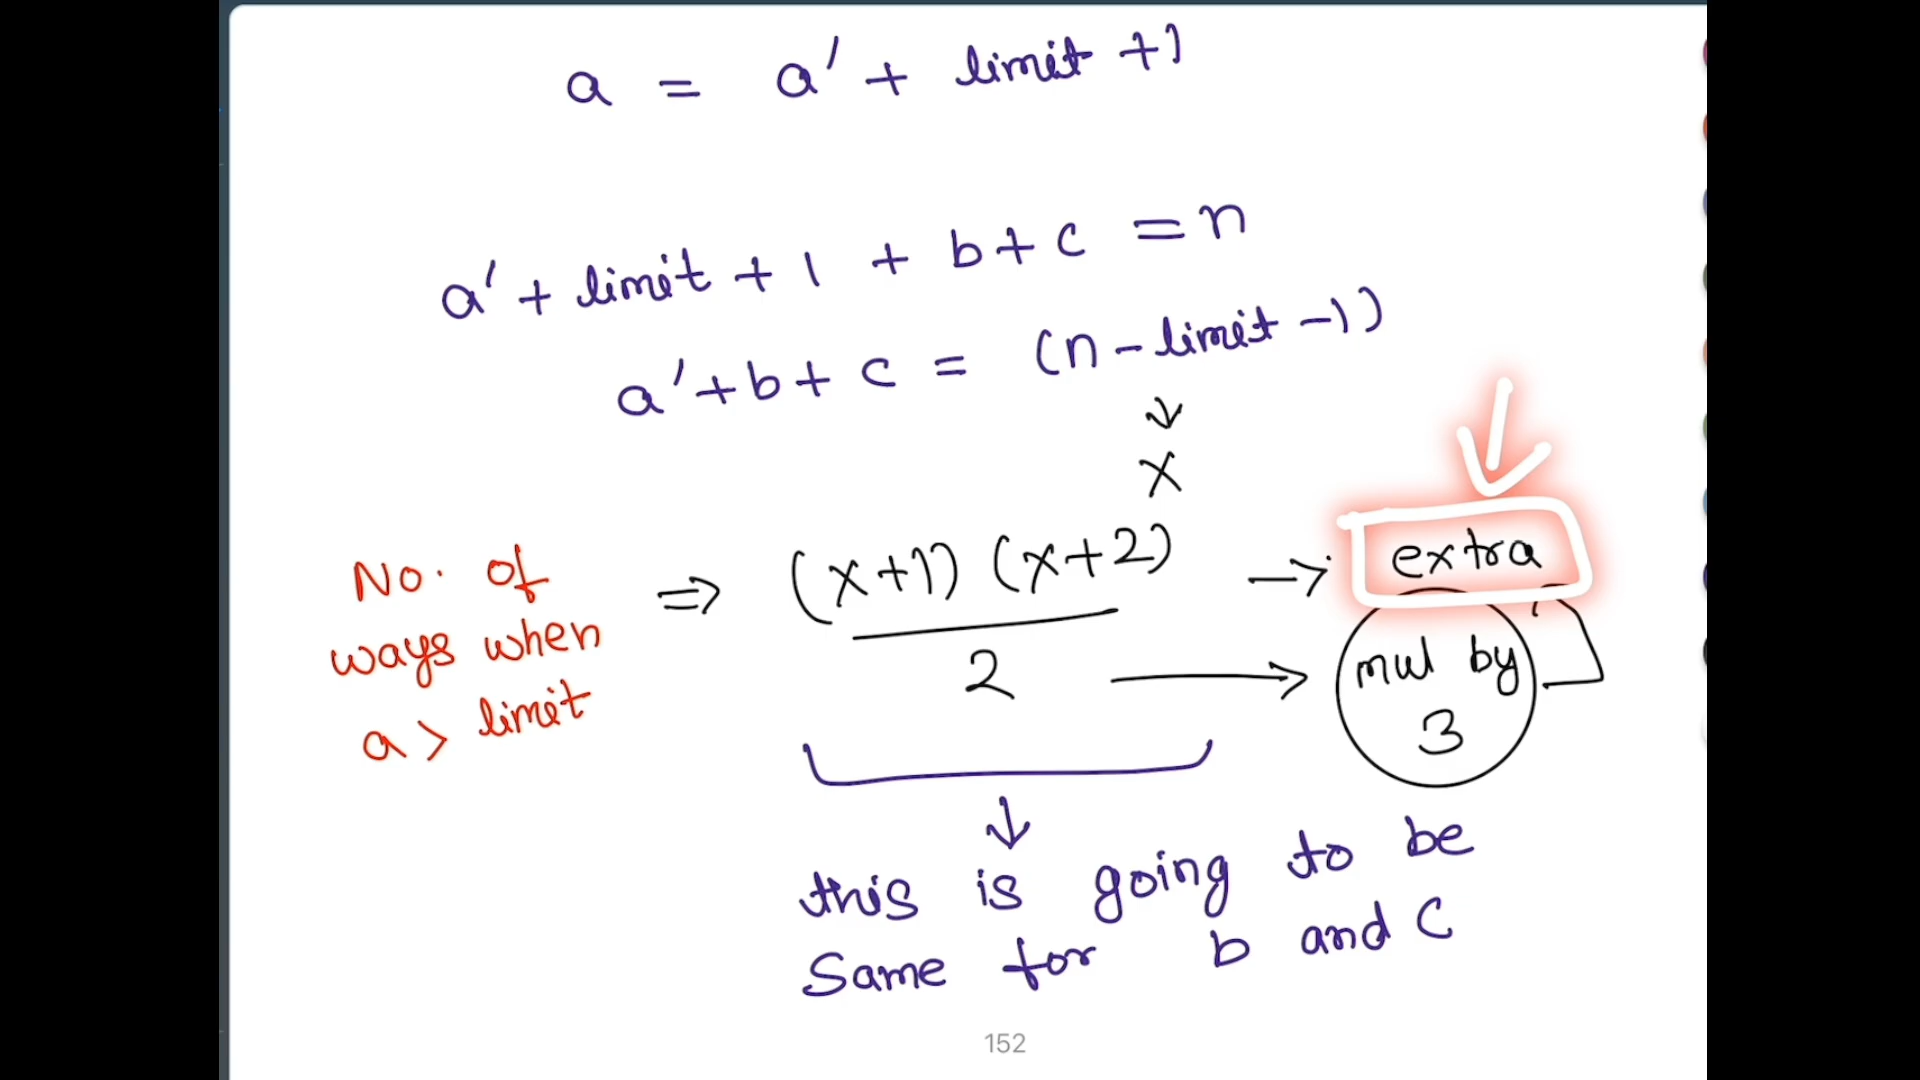 a = a' + limit +1
a' + limit + 1 + b + c = n
a' + b + c = (n - limit - 1)
↓
x
No. of
ways when
a > limit
⇒ (x+1) (x+2)
2
→ extra
→ mul by
3
↓
this is going to be
Same for b and C
152